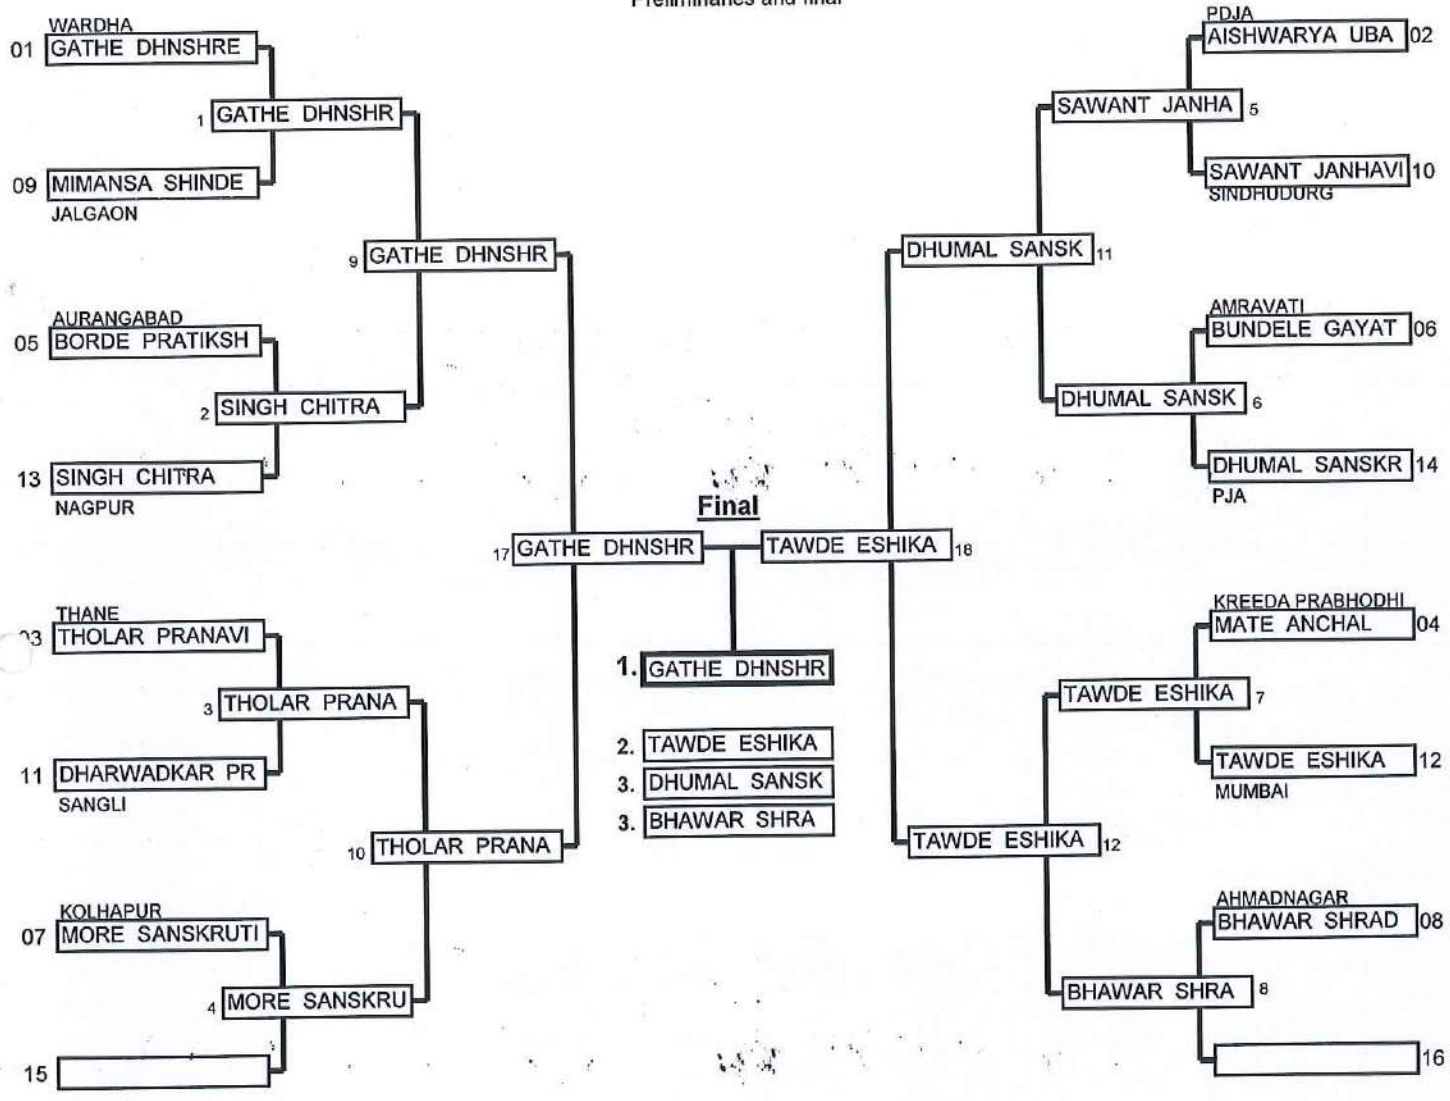 Preliminaries and final
WARDHA
01 GATHE DHNSHRE
1 GATHE DHNSHR
09 MIMANSA SHINDE
JALGAON
9 GATHE DHNSHR
AURANGABAD
05 BORDE PRATIKSH
2 SINGH CHITRA
13 SINGH CHITRA
NAGPUR
17 GATHE DHNSHR
THANE
03 THOLAR PRANAVI
3 THOLAR PRANA
11 DHARWADKAR PR
SANGLI
10 THOLAR PRANA
KOLHAPUR
07 MORE SANSKRUTI
4 MORE SANSKRU
15
Final
1. GATHE DHNSHR
2. TAWDE ESHIKA
3. DHUMAL SANSK
3. BHAWAR SHRA
PDJA
AISHWARYA UBA 02
SAWANT JANHA 5
SAWANT JANHAVI 10
SINDHUDURG
DHUMAL SANSK 11
AMRAVATI
BUNDELE GAYAT 06
DHUMAL SANSK 6
DHUMAL SANSKR 14
PJA
TAWDE ESHIKA 18
KREEDA PRABHODHI
MATE ANCHAL 04
TAWDE ESHIKA 7
TAWDE ESHIKA 12
MUMBAI
TAWDE ESHIKA 12
AHMADNAGAR
BHAWAR SHRAD 08
BHAWAR SHRA 8
16